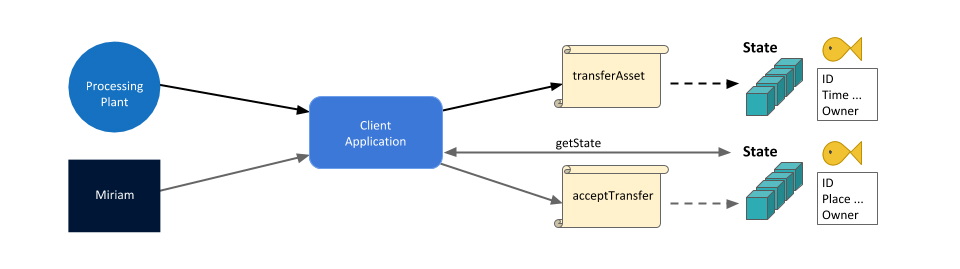 Processing
Plant
Miriam
Client
Application
transferAsset
getState
acceptTransfer
State
ID
Time ...
Owner
State
ID
Place ...
Owner